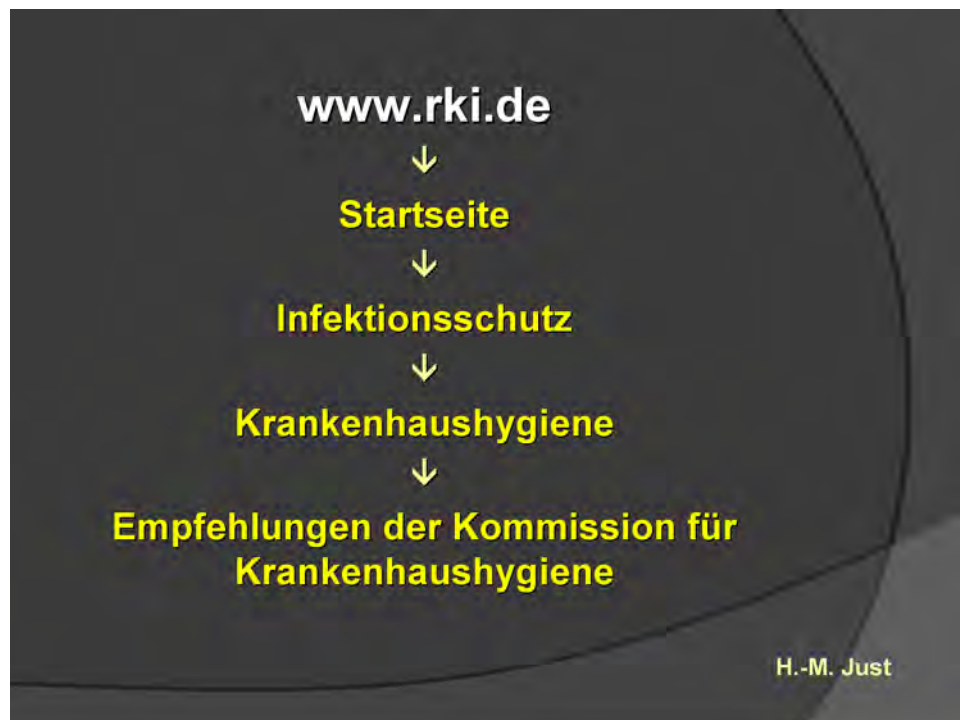 www.rki.de
↓
Startseite
↓
Infektionsschutz
↓
Krankenhaushygiene
↓
Empfehlungen der Kommission für
Krankenhaushygiene
H.-M. Just